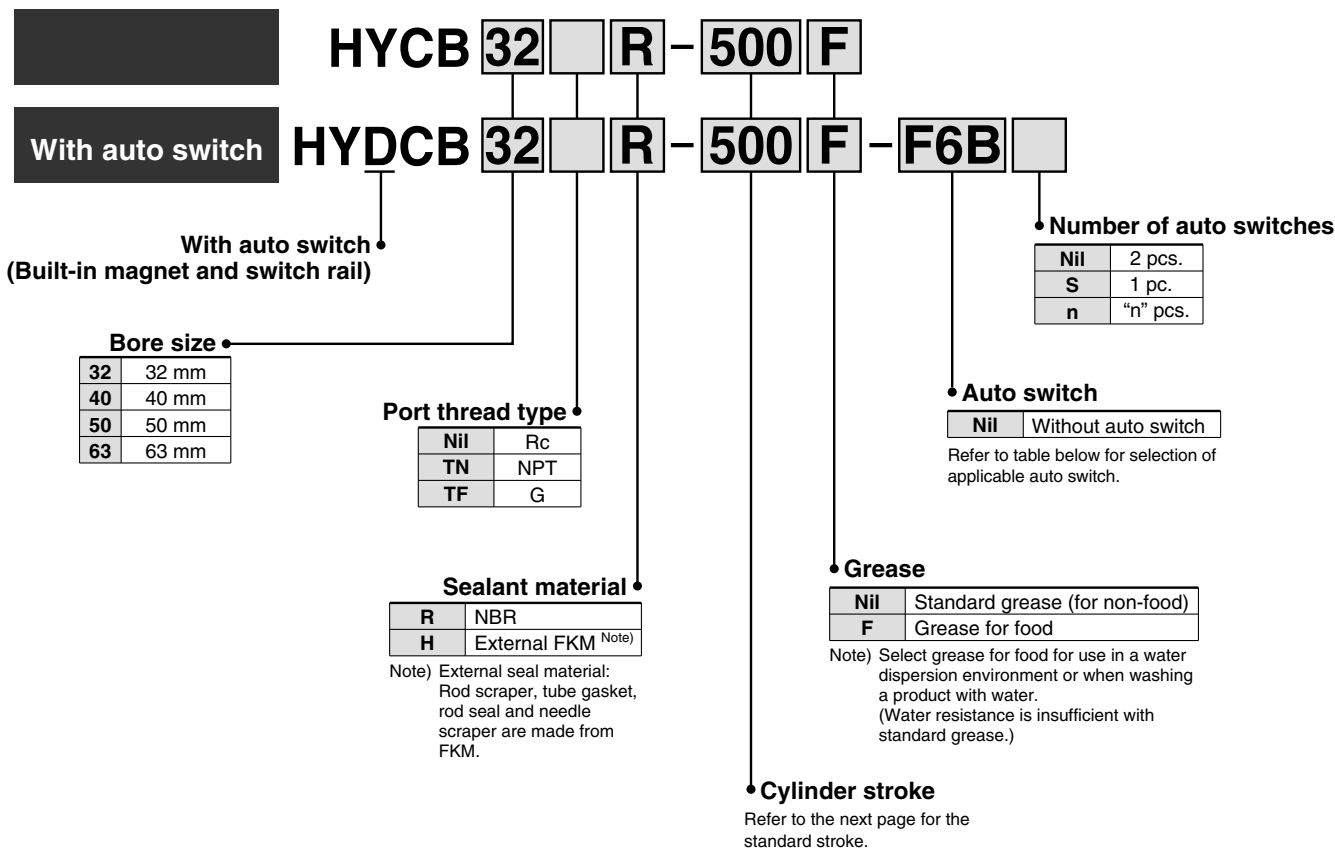 HYCB 32 R - 500 F
With auto switch HYDCB 32 R - 500 F - F6B
With auto switch
(Built-in magnet and switch rail)
Number of auto switches
Nil 2 pcs.
S 1 pc.
n “n” pcs.
Bore size
32 32 mm
40 40 mm
50 50 mm
63 63 mm
Port thread type
Nil Rc
TN NPT
TF G
Auto switch
Nil Without auto switch
Refer to table below for selection of
applicable auto switch.
Sealant material
R NBR
H External FKM Note)
Note) External seal material:
Rod scraper, tube gasket,
rod seal and needle
scraper are made from
FKM.
Grease
Nil Standard grease (for non-food)
F Grease for food
Note) Select grease for food for use in a water
dispersion environment or when washing
a product with water.
(Water resistance is insufficient with
standard grease.)
Cylinder stroke
Refer to the next page for the
standard stroke.